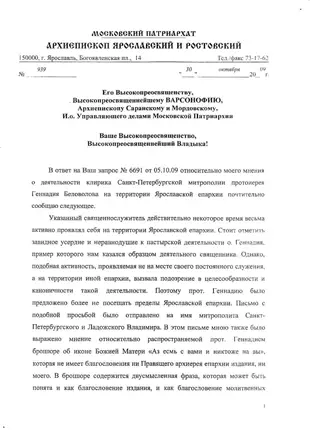 МОСКОВСКИЙ ПАТРИАРХАТ
АРХИЕПИСКОП ЯРОСЛАВСКИЙ И РОСТОВСКИЙ
150000, г. Ярославль, Богоявленская пл., 14 Тел./факс 73-17-62
№ 939 « 30 » октября 20 09 г.
Его Высокопреосвященству,
Высокопреосвященнейшему ВАРСОНОФИЮ,
Архиепископу Саранскому и Мордовскому,
И.о. Управляющего делами Московской Патриархии
Ваше Высокопреосвященство,
Высокопреосвященнейший Владыка!
В ответ на Ваш запрос № 6691 от 05.10.09 относительно моего мнения
о деятельности клирика Санкт-Петербургской митрополии протоиерея
Геннадия Беловолова на территории Ярославской епархии почтительно
сообщаю следующее.
Указанный священнослужитель действительно некоторое время весьма
активно проявлял себя на территории Ярославской епархии. Стоит отметить
завидное усердие и неравнодушие к пастырской деятельности о. Геннадия,
пример которого нам казался образцом деятельного священника. Однако,
подобная активность, проявляемая не на месте своего постоянного служения,
а на территории иной епархии, вызвала подозрение в целесообразности и
каноничности такой деятельности. Поэтому прот. Геннадию было
предложено более не посещать пределы Ярославской епархии. Письмо с
подобной просьбой было отправлено на имя митрополита Санкт-
Петербургского и Ладожского Владимира. В этом письме мною также было
выражено мнение относительно распространяемой прот. Геннадием
брошюре об иконе Божией Матери «Аз есмь с вами и никтоже на вы»,
которая не имеет благословения ни Правящего архиерея епархии издания, ни
моего. В брошюре содержится двусмысленная фраза, которая может быть
понята и как благословение издания, и как благословение молитвенных
1